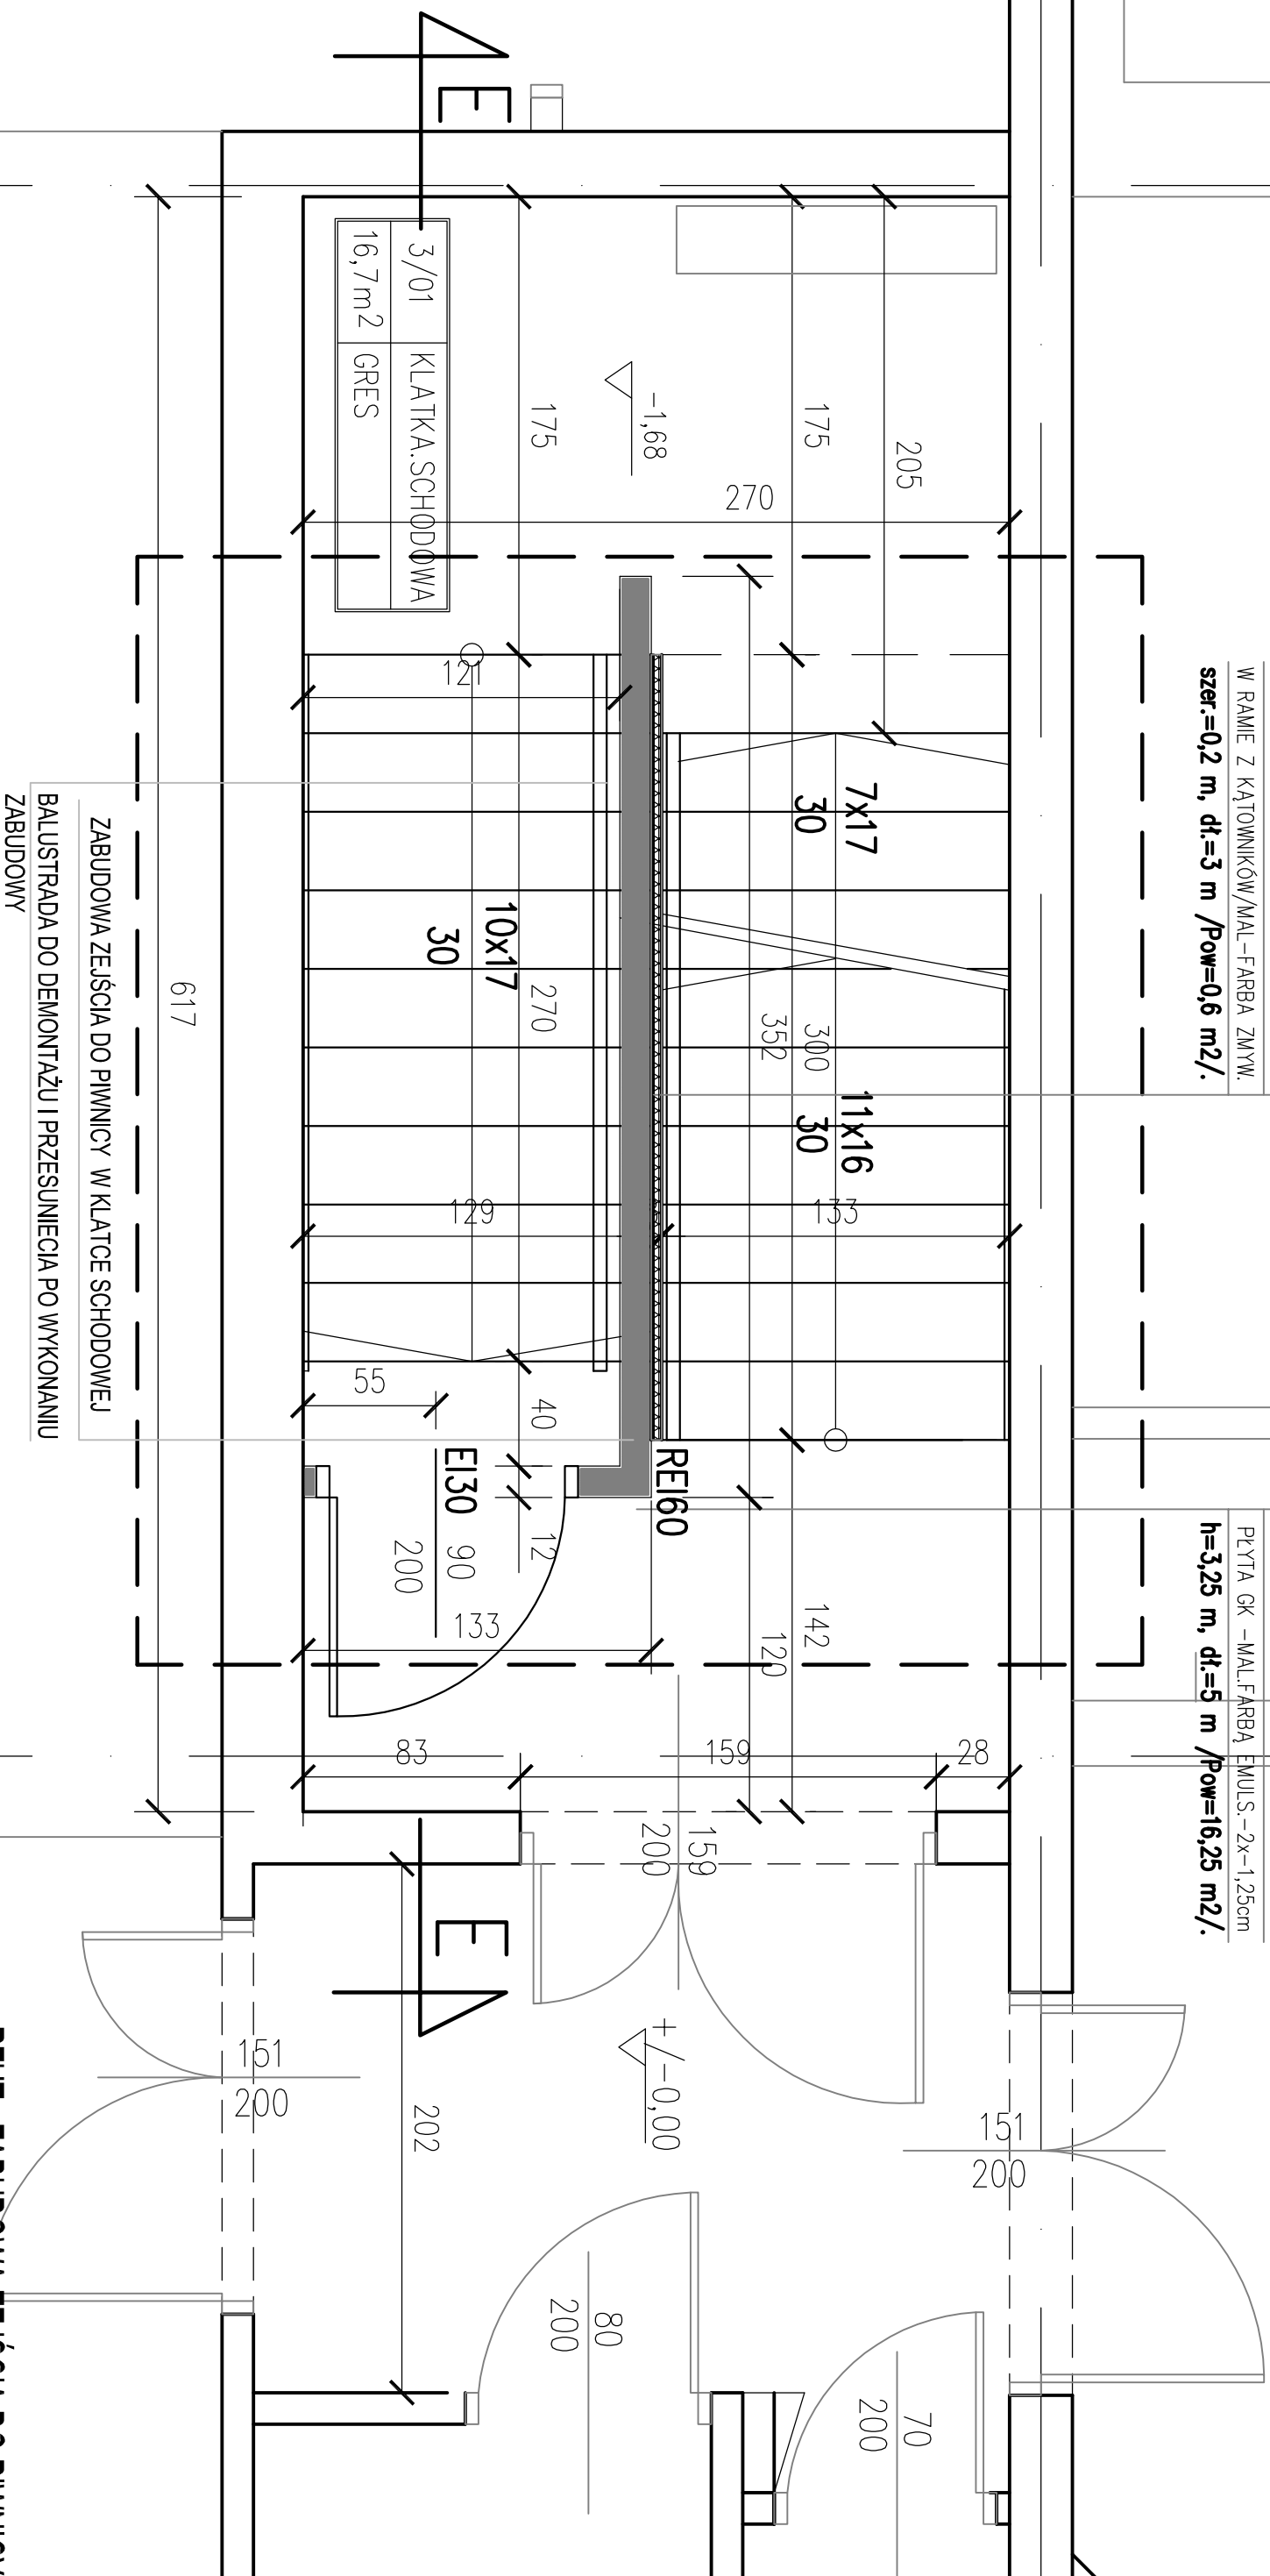 W RAMIE Z KĄTOWNIKÓW/MAL-FARBA ZMYW.
szer.=0,2 m, dł.=3 m /Pow=0,6 m2/.
PŁYTA GK -MAL.FARBĄ EMULS.-2x-1,25cm
h=3,25 m, dł.=5 m /Pow=16,25 m2/.
E
3/01 KLATKA.SCHODOWA
16,7m2 GRES
-1,68
175
175
205
270
121
7x17
30
10x17
30
270
300
352
11x16
30
129
133
617
55
40
12
EI30
90
200
REI60
133
142
120
83
159
28
159
200
E
+/-0,00
151
200
151
200
202
80
200
70
200
ZABUDOWA ZEJŚCIA DO PIWNICY W KLATCE SCHODOWEJ
BALUSTRADA DO DEMONTAŻU I PRZESUNIECIA PO WYKONANIU
ZABUDOWY